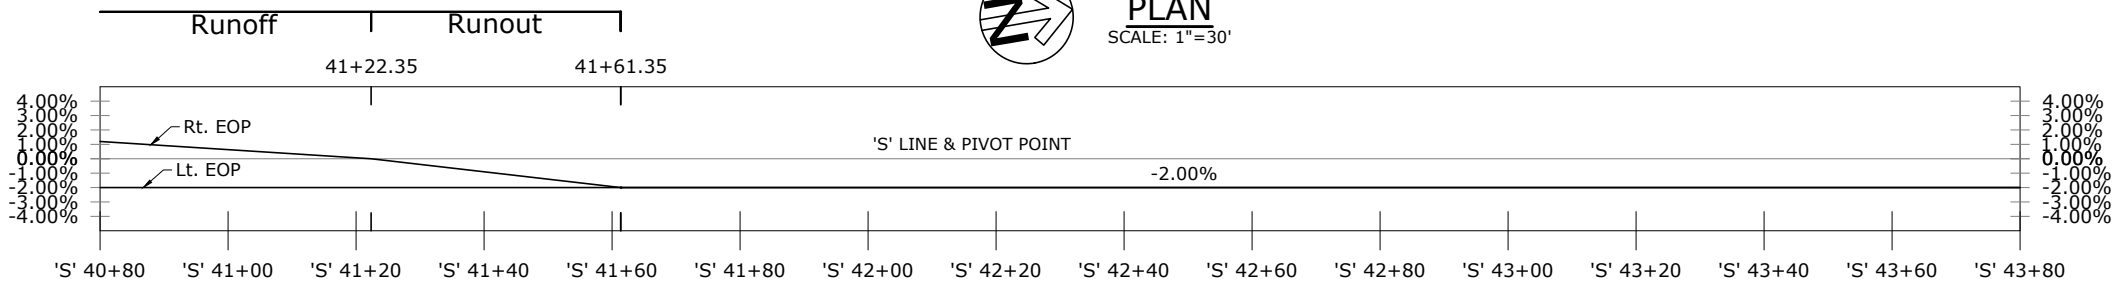 PLAN
SCALE: 1"=30'
N
Runoff Runout
41+22.35 41+61.35
4.00% 4.00%
3.00% 3.00%
2.00% Rt. EOP 2.00%
1.00% 'S' LINE & PIVOT POINT 1.00%
0.00% 0.00%
-1.00% Lt. EOP -2.00% -1.00%
-2.00% -2.00%
-3.00% -3.00%
-4.00% -4.00%
'S' 40+80 'S' 41+00 'S' 41+20 'S' 41+40 'S' 41+60 'S' 41+80 'S' 42+00 'S' 42+20 'S' 42+40 'S' 42+60 'S' 42+80 'S' 43+00 'S' 43+20 'S' 43+40 'S' 43+60 'S' 43+80